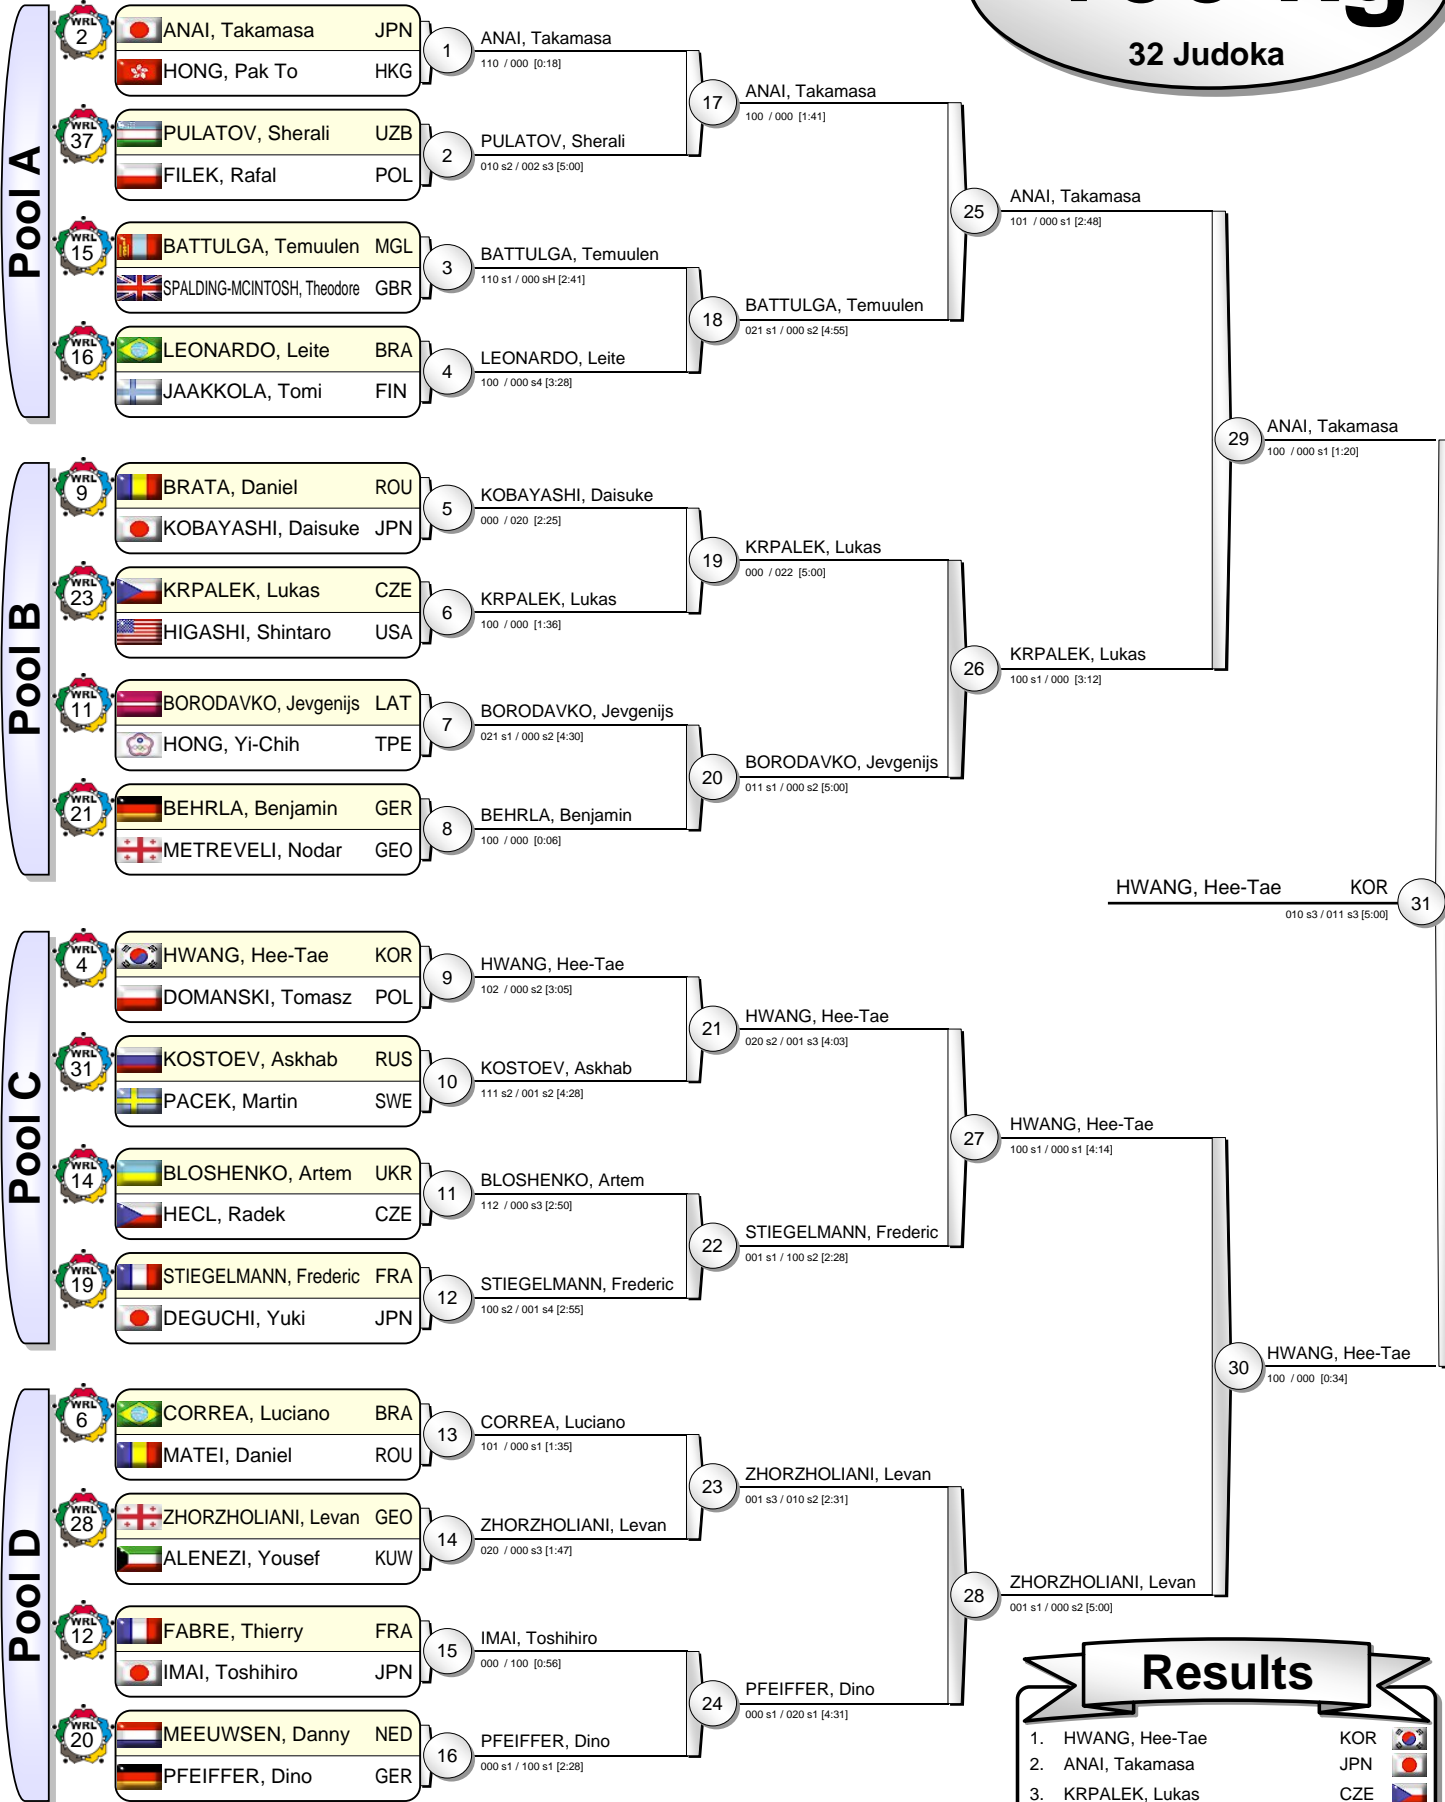 32 Judoka
Pool A
WRL 2
ANAI, Takamasa JPN
HONG, Pak To HKG
WRL 37
PULATOV, Sherali UZB
FILEK, Rafal POL
WRL 15
BATTULGA, Temuulen MGL
SPALDING-MCINTOSH, Theodore GBR
WRL 16
LEONARDO, Leite BRA
JAAKKOLA, Tomi FIN
1
ANAI, Takamasa
110 / 000 [0:18]
2
PULATOV, Sherali
010 s2 / 002 s3 [5:00]
3
BATTULGA, Temuulen
110 s1 / 000 sH [2:41]
4
LEONARDO, Leite
100 / 000 s4 [3:28]
17
ANAI, Takamasa
100 / 000 [1:41]
18
BATTULGA, Temuulen
021 s1 / 000 s2 [4:55]
25
ANAI, Takamasa
101 / 000 s1 [2:48]
Pool B
WRL 9
BRATA, Daniel ROU
KOBAYASHI, Daisuke JPN
WRL 23
KRPALEK, Lukas CZE
HIGASHI, Shintaro USA
WRL 11
BORODAVKO, Jevgenijs LAT
HONG, Yi-Chih TPE
WRL 21
BEHRLA, Benjamin GER
METREVELI, Nodar GEO
5
KOBAYASHI, Daisuke
000 / 020 [2:25]
6
KRPALEK, Lukas
100 / 000 [1:36]
7
BORODAVKO, Jevgenijs
021 s1 / 000 s2 [4:30]
8
BEHRLA, Benjamin
100 / 000 [0:06]
19
KRPALEK, Lukas
000 / 022 [5:00]
20
BORODAVKO, Jevgenijs
011 s1 / 000 s2 [5:00]
26
KRPALEK, Lukas
100 s1 / 000 [3:12]
29
ANAI, Takamasa
100 / 000 s1 [1:20]
HWANG, Hee-Tae KOR
010 s3 / 011 s3 [5:00]
31
Pool C
WRL 4
HWANG, Hee-Tae KOR
DOMANSKI, Tomasz POL
WRL 31
KOSTOEV, Askhab RUS
PACEK, Martin SWE
WRL 14
BLOSHENKO, Artem UKR
HECL, Radek CZE
WRL 19
STIEGELMANN, Frederic FRA
DEGUCHI, Yuki JPN
9
HWANG, Hee-Tae
102 / 000 s2 [3:05]
10
KOSTOEV, Askhab
111 s2 / 001 s2 [4:28]
11
BLOSHENKO, Artem
112 / 000 s3 [2:50]
12
STIEGELMANN, Frederic
100 s2 / 001 s4 [2:55]
21
HWANG, Hee-Tae
020 s2 / 001 s3 [4:03]
22
STIEGELMANN, Frederic
001 s1 / 100 s2 [2:28]
27
HWANG, Hee-Tae
100 s1 / 000 s1 [4:14]
Pool D
WRL 6
CORREA, Luciano BRA
MATEI, Daniel ROU
WRL 28
ZHORZHOLIANI, Levan GEO
ALENEZI, Yousef KUW
WRL 12
FABRE, Thierry FRA
IMAI, Toshihiro JPN
WRL 20
MEEUWSEN, Danny NED
PFEIFFER, Dino GER
13
CORREA, Luciano
101 / 000 s1 [1:35]
14
ZHORZHOLIANI, Levan
020 / 000 s3 [1:47]
15
IMAI, Toshihiro
000 / 100 [0:56]
16
PFEIFFER, Dino
000 s1 / 100 s1 [2:28]
23
ZHORZHOLIANI, Levan
001 s3 / 010 s2 [2:31]
24
PFEIFFER, Dino
000 s1 / 020 s1 [4:31]
28
ZHORZHOLIANI, Levan
001 s1 / 000 s2 [5:00]
30
HWANG, Hee-Tae
100 / 000 [0:34]
Results
1. HWANG, Hee-Tae KOR
2. ANAI, Takamasa JPN
3. KRPALEK, Lukas CZE